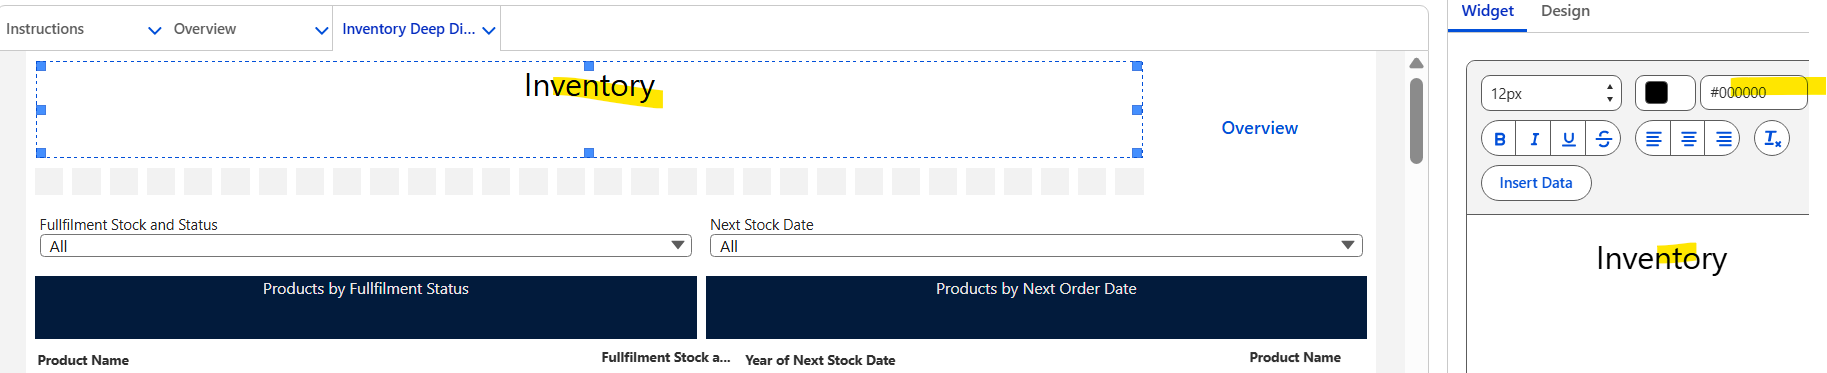 Instructions
Overview
Inventory Deep Di...
Widget
Design
Inventory
Overview
12px
#000000
B I U S
Insert Data
Inventory
Fullfilment Stock and Status
All
Next Stock Date
All
Products by Fullfilment Status
Products by Next Order Date
Product Name
Fullfilment Stock a...
Year of Next Stock Date
Product Name